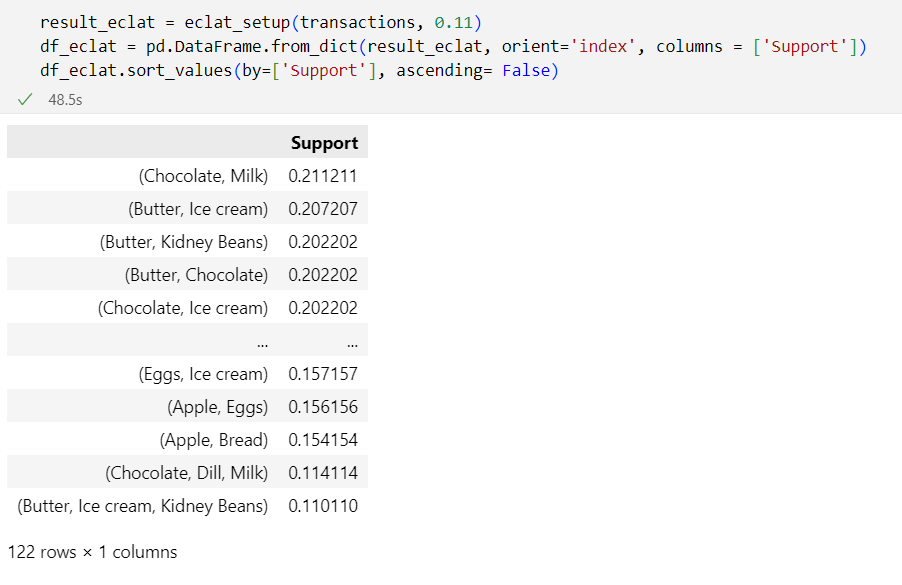 result_eclat = eclat_setup(transactions, 0.11)
df_eclat = pd.DataFrame.from_dict(result_eclat, orient='index', columns = ['Support'])
df_eclat.sort_values(by=['Support'], ascending= False)
✓ 48.5s
Support
(Chocolate, Milk) 0.211211
(Butter, Ice cream) 0.207207
(Butter, Kidney Beans) 0.202202
(Butter, Chocolate) 0.202202
(Chocolate, Ice cream) 0.202202
... ...
(Eggs, Ice cream) 0.157157
(Apple, Eggs) 0.156156
(Apple, Bread) 0.154154
(Chocolate, Dill, Milk) 0.114114
(Butter, Ice cream, Kidney Beans) 0.110110
122 rows × 1 columns